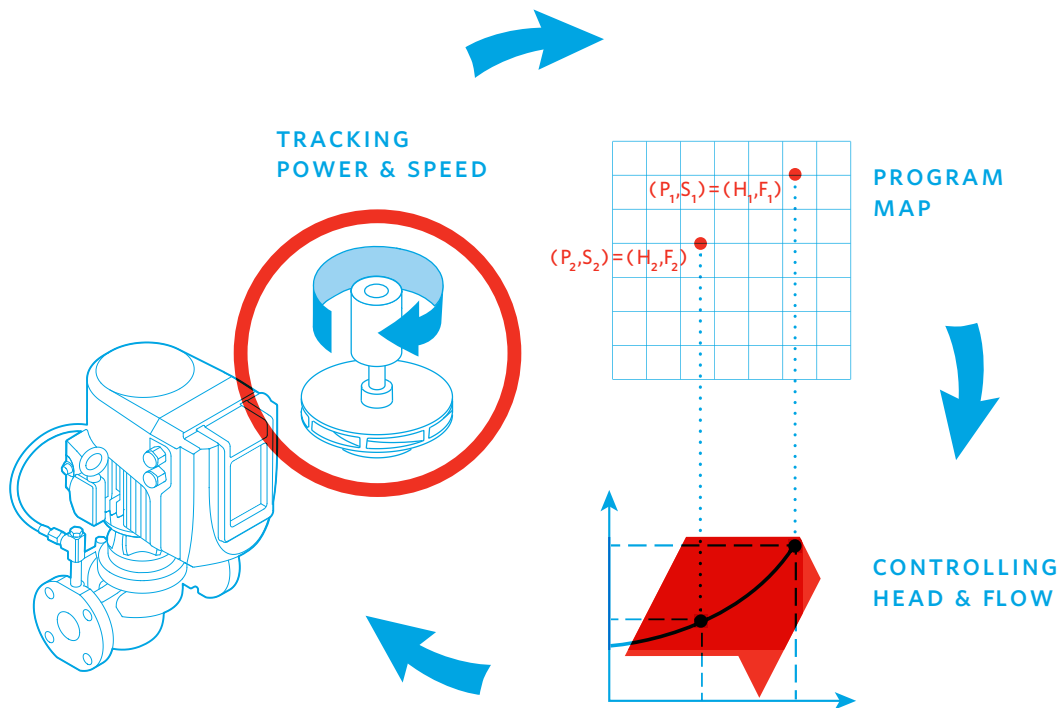 TRACKING
POWER & SPEED
(P₁,S₁)=(H₁,F₁)
(P₂,S₂)=(H₂,F₂)
PROGRAM
MAP
CONTROLLING
HEAD & FLOW